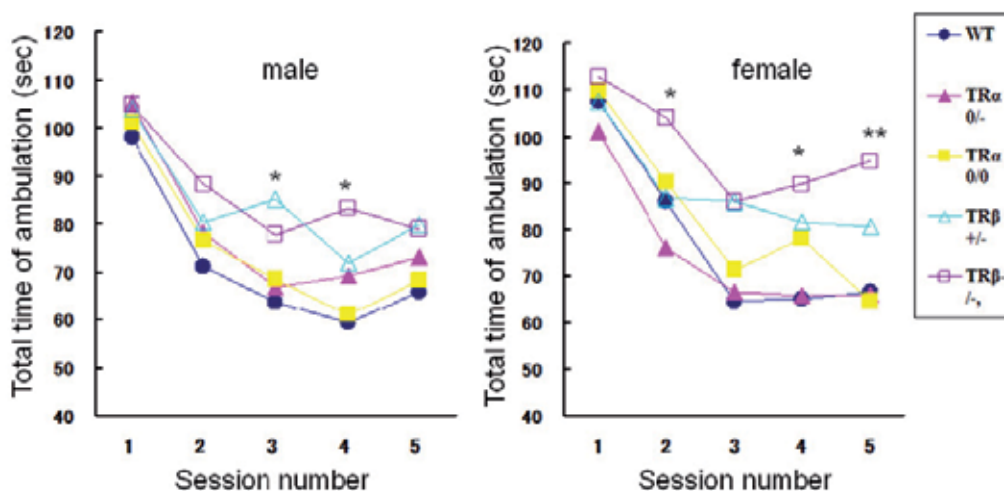 Total time of ambulation (sec)
120
110
100
90
80
70
60
50
40
male
*
*
1 2 3 4 5
Session number
Total time of ambulation (sec)
120
110
100
90
80
70
60
50
40
female
*
*
**
1 2 3 4 5
Session number
WT
TRα
0/-
TRα
0/0
TRβ
+/-
TRβ-
/-,